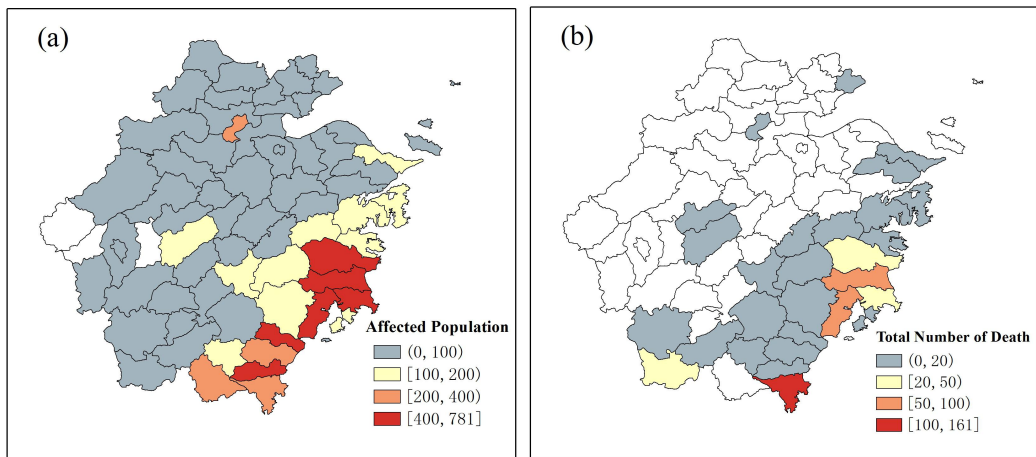 (a)
Affected Population
(0, 100)
[100, 200)
[200, 400)
[400, 781]
(b)
Total Number of Death
(0, 20)
[20, 50)
[50, 100)
[100, 161]